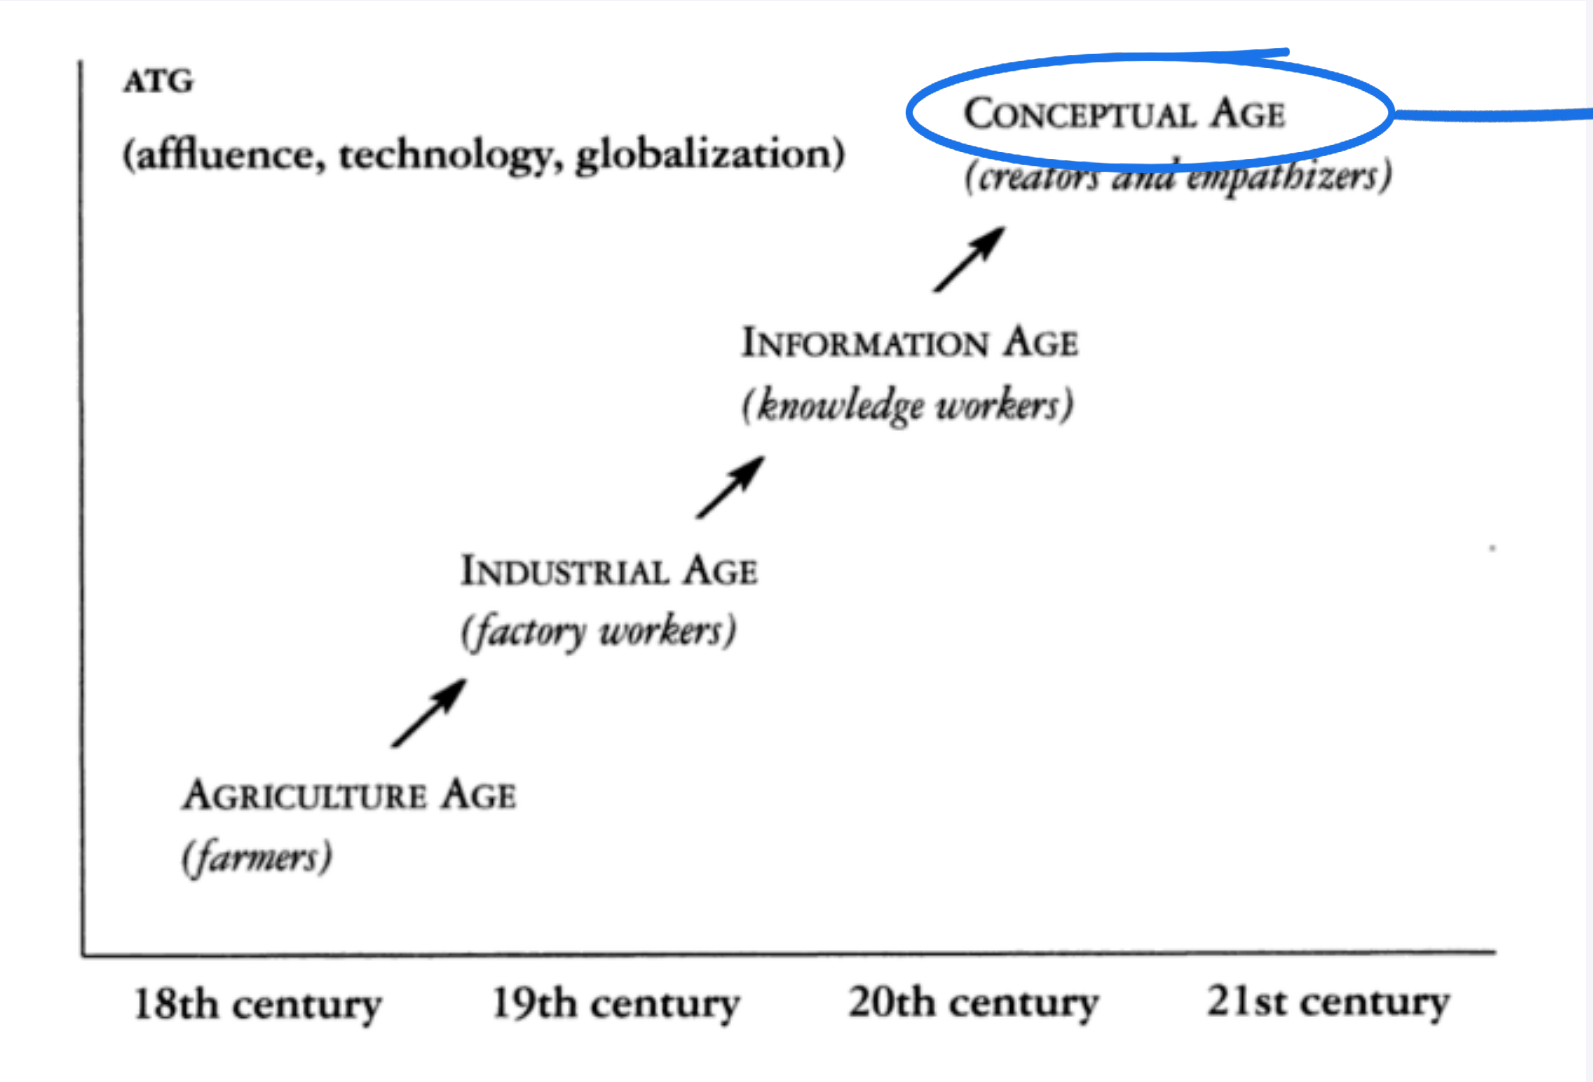 ATG
(affluence, technology, globalization)
CONCEPTUAL AGE
(creators and empathizers)
INFORMATION AGE
(knowledge workers)
INDUSTRIAL AGE
(factory workers)
AGRICULTURE AGE
(farmers)
18th century 19th century 20th century 21st century